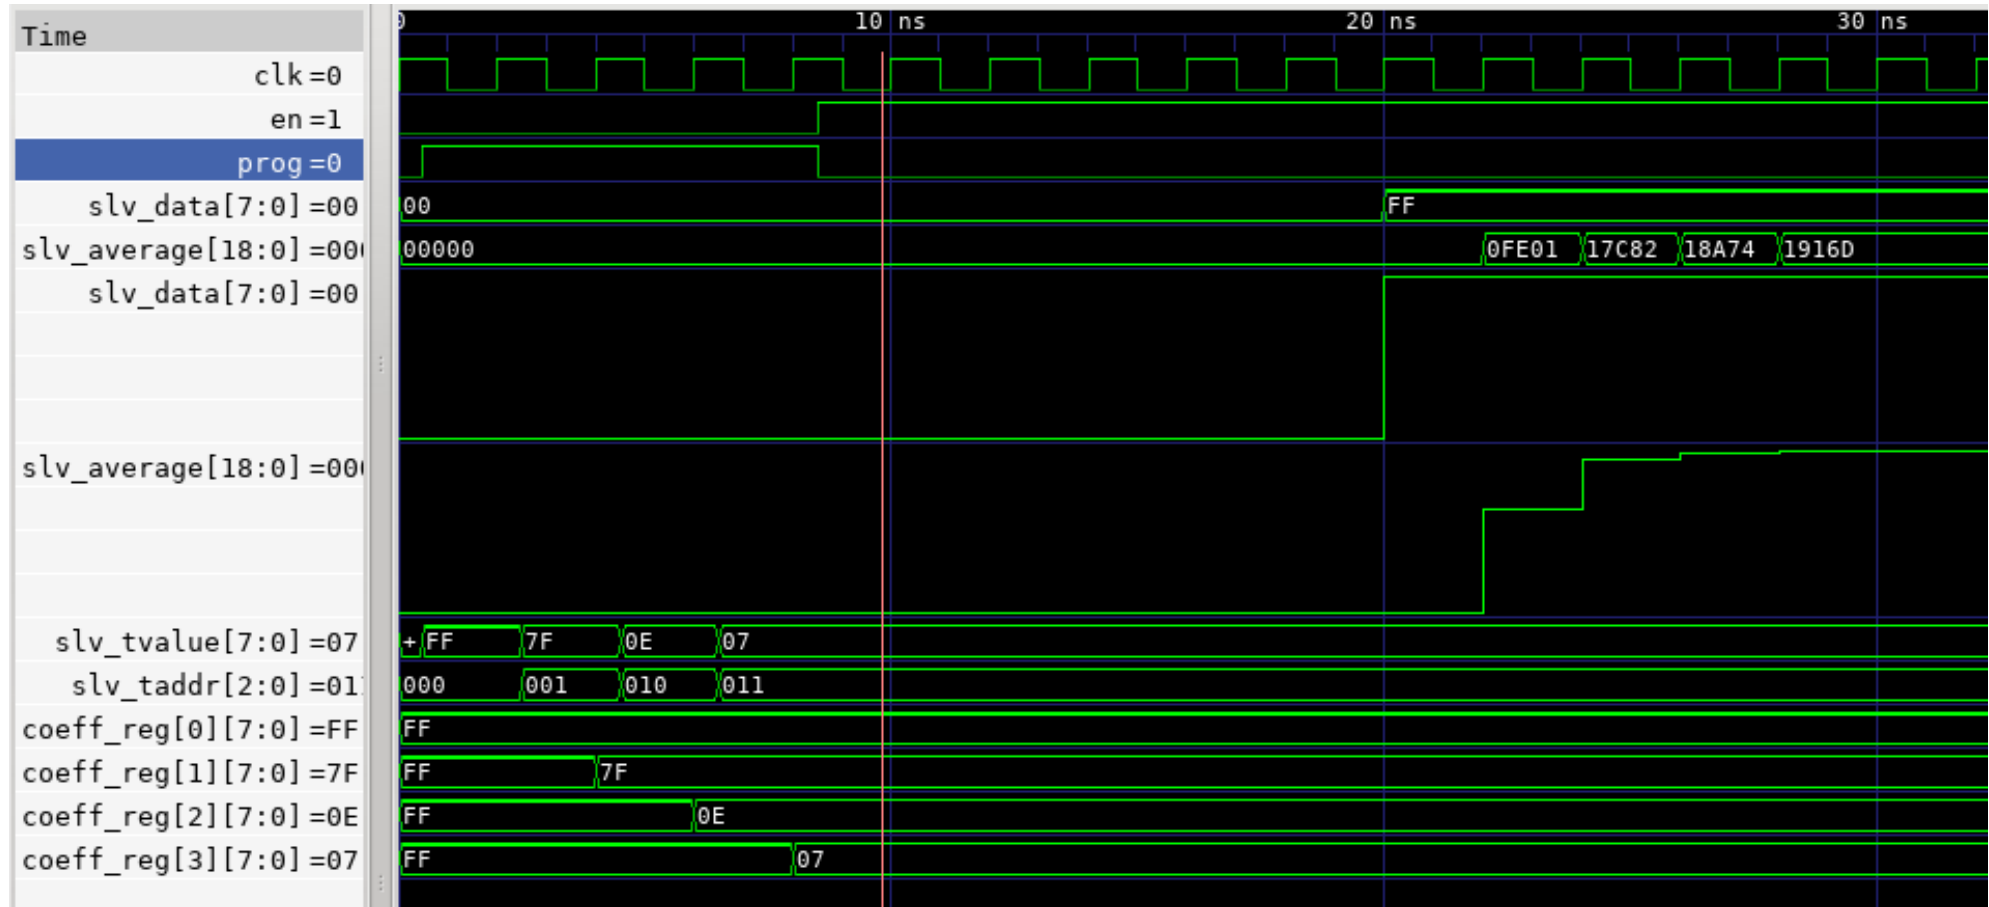 0 10 ns 20 ns 30 ns
Time
clk =0
en =1
prog =0
slv_data[7:0] =00 00 FF
slv_average[18:0] =000 00000 0FE01 17C82 18A74 1916D
slv_data[7:0] =00
slv_average[18:0] =000
slv_tvalue[7:0] =07 + FF 7F 0E 07
slv_taddr[2:0] =011 000 001 010 011
coeff_reg[0][7:0] =FF FF
coeff_reg[1][7:0] =7F FF 7F
coeff_reg[2][7:0] =0E FF 0E
coeff_reg[3][7:0] =07 FF 07